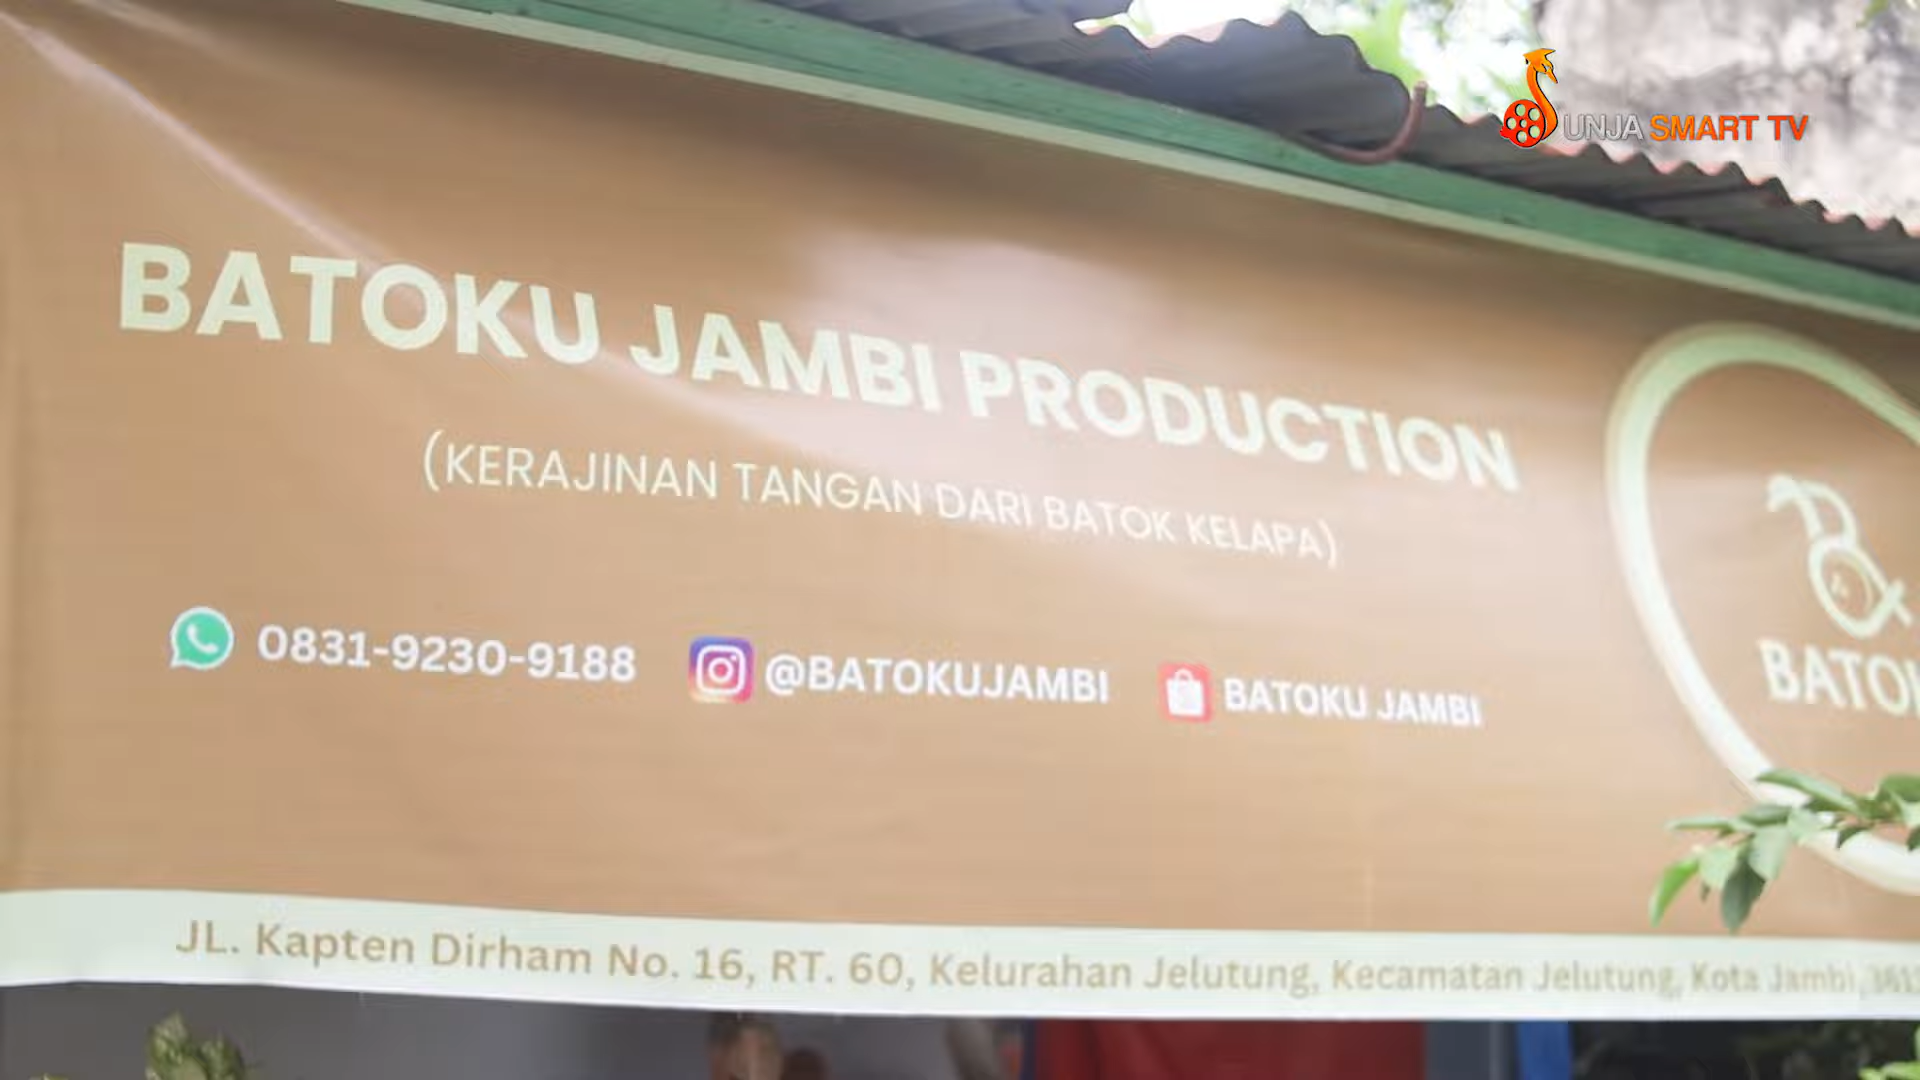 UNJA SMART TV
BATOKU JAMBI PRODUCTION
(KERAJINAN TANGAN DARI BATOK KELAPA)
0831-9230-9188 @BATOKUJAMBI BATOKU JAMBI
JL. Kapten Dirham No. 16, RT. 60, Kelurahan Jelutung, Kecamatan Jelutung, Kota Jambi